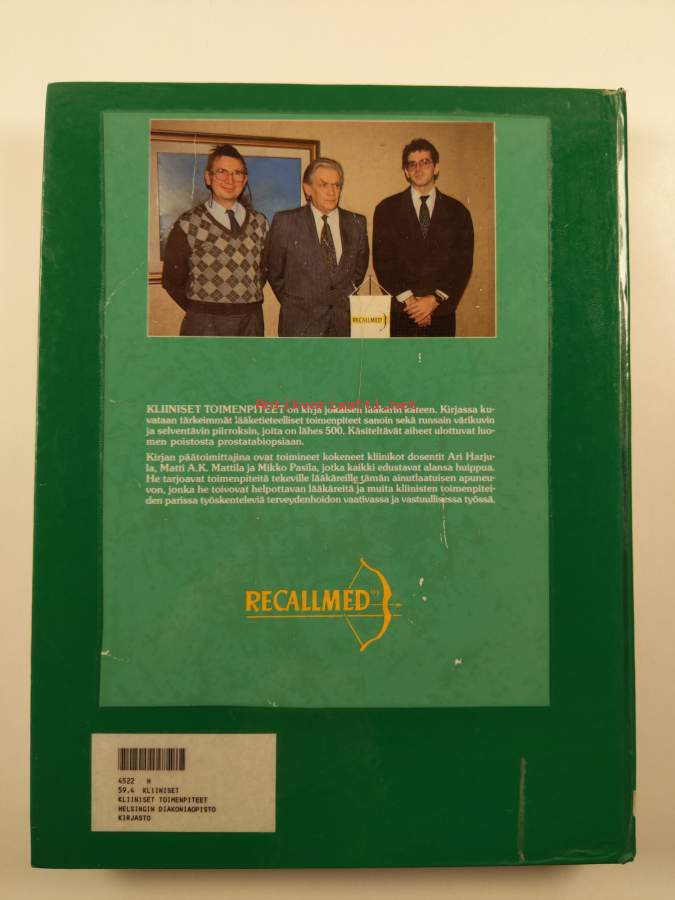 RECALLMED
KLIINISET TOIMENPITEET on kirja jokaisen lääkärin käteen. Kirjassa ku-
vataan tärkeimmät lääketieteelliset toimenpiteet sanoin sekä runsain värikuvin
ja selventävin piirroksin, joita on lähes 500. Käsiteltävät aiheet ulottuvat luo-
men poistosta prostatabiopsiaan.
Kirjan päätoimittajina ovat toimineet kokeneet kliinikot dosentit Ari Harju-
la, Matti A.K. Mattila ja Mikko Pasila, jotka kaikki edustavat alansa huippua.
He tarjoavat toimenpiteitä tekeville lääkäreille tämän ainutlaatuisen apuneu-
von, jonka he toivovat helpottavan lääkäreitä ja muita kliinisten toimenpitei-
den parissa työskenteleviä terveydenhoidon vaativassa ja vastuullisessa työssä.
RECALLMED
4522 H
59.4 KLIINISET
KLIINISET TOIMENPITEET
HELSINGIN DIAKONIAOPISTO
KIRJASTO